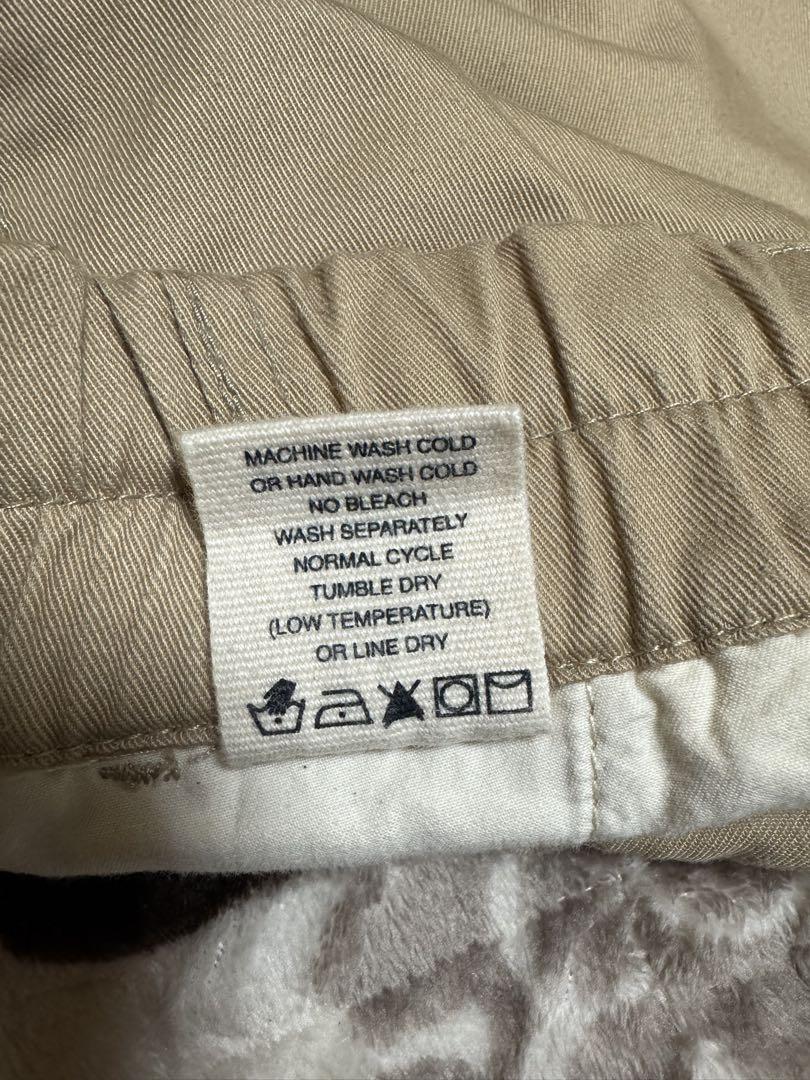 MACHINE WASH COLD
OR HAND WASH COLD
NO BLEACH
WASH SEPARATELY
NORMAL CYCLE
TUMBLE DRY
(LOW TEMPERATURE)
OR LINE DRY